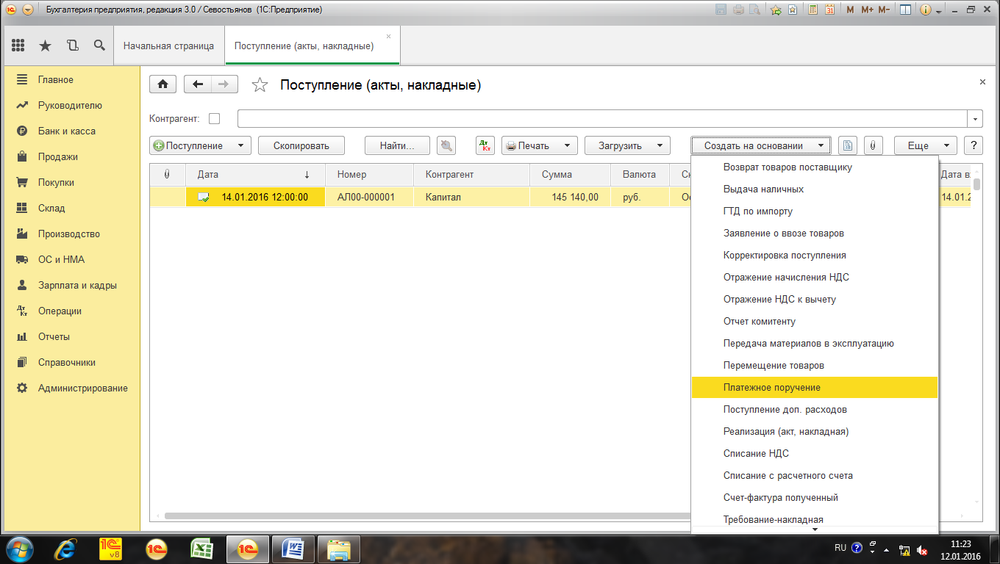 Бухгалтерия предприятия, редакция 3.0 / Севостьянов (1С:Предприятие)
M M+ M-
Начальная страница
Поступление (акты, накладные)
Главное
Руководителю
Банк и касса
Продажи
Покупки
Склад
Производство
ОС и НМА
Зарплата и кадры
Операции
Отчеты
Справочники
Администрирование
Поступление (акты, накладные)
Контрагент:
Поступление Скопировать Найти... Дт Кт Печать Загрузить Создать на основании Еще ?
Дата Номер Контрагент Сумма Валюта Дата
14.01.2016 12:00:00 АЛ00-000001 Капитал 145 140,00 руб. 14.01.2
Возврат товаров поставщику
Выдача наличных
ГТД по импорту
Заявление о ввозе товаров
Корректировка поступления
Отражение начисления НДС
Отражение НДС к вычету
Отчет комитенту
Передача материалов в эксплуатацию
Перемещение товаров
Платежное поручение
Поступление доп. расходов
Реализация (акт, накладная)
Списание НДС
Списание с расчетного счета
Счет-фактура полученный
Требование-накладная
RU
11:23
12.01.2016